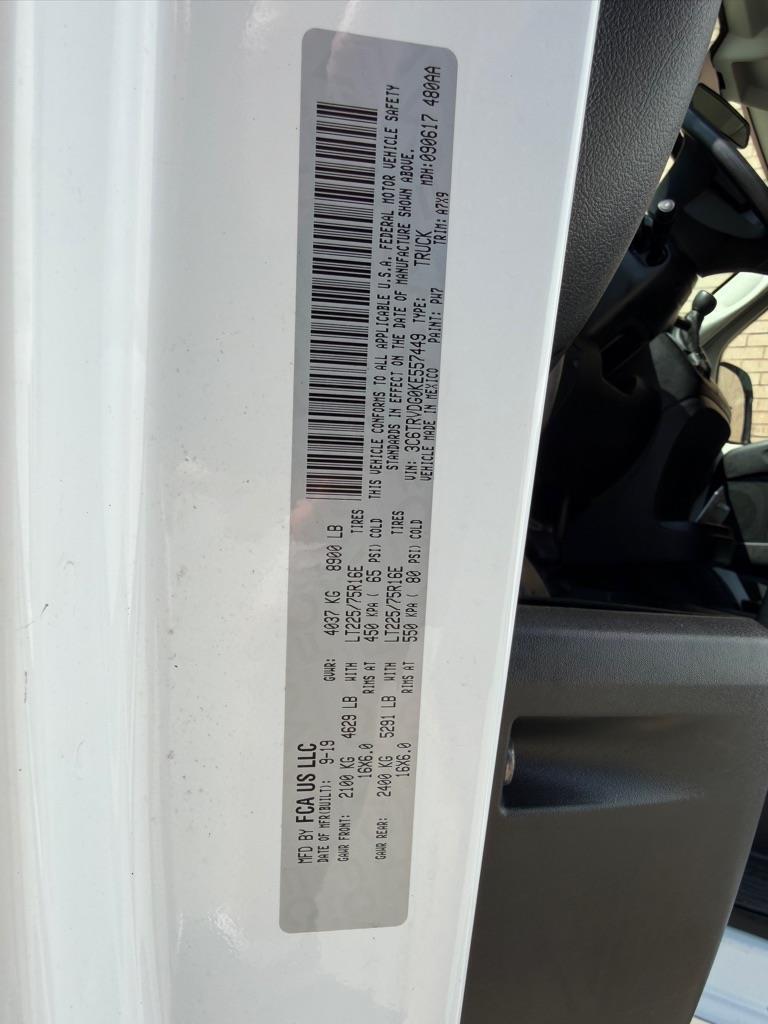 MFD BY FCA US LLC
DATE OF MFR(BUILT): 9-19 GVWR: 4037 KG 8900 LB
GAWR FRONT: 2100 KG 4629 LB WITH LT225/75R16E TIRES
16X6.0 RIMS AT 450 KPA ( 65 PSI) COLD
GAWR REAR: 2400 KG 5291 LB WITH LT225/75R16E TIRES
16X6.0 RIMS AT 550 KPA ( 80 PSI) COLD
THIS VEHICLE CONFORMS TO ALL APPLICABLE U.S.A. FEDERAL MOTOR VEHICLE SAFETY
STANDARDS IN EFFECT ON THE DATE OF MANUFACTURE SHOWN ABOVE.
VIN: 3C6TRVDG0KE557449 TYPE: TRUCK MDH:090617 480AA
VEHICLE MADE IN MEXICO PAINT: PW7 TRIM: A7X9